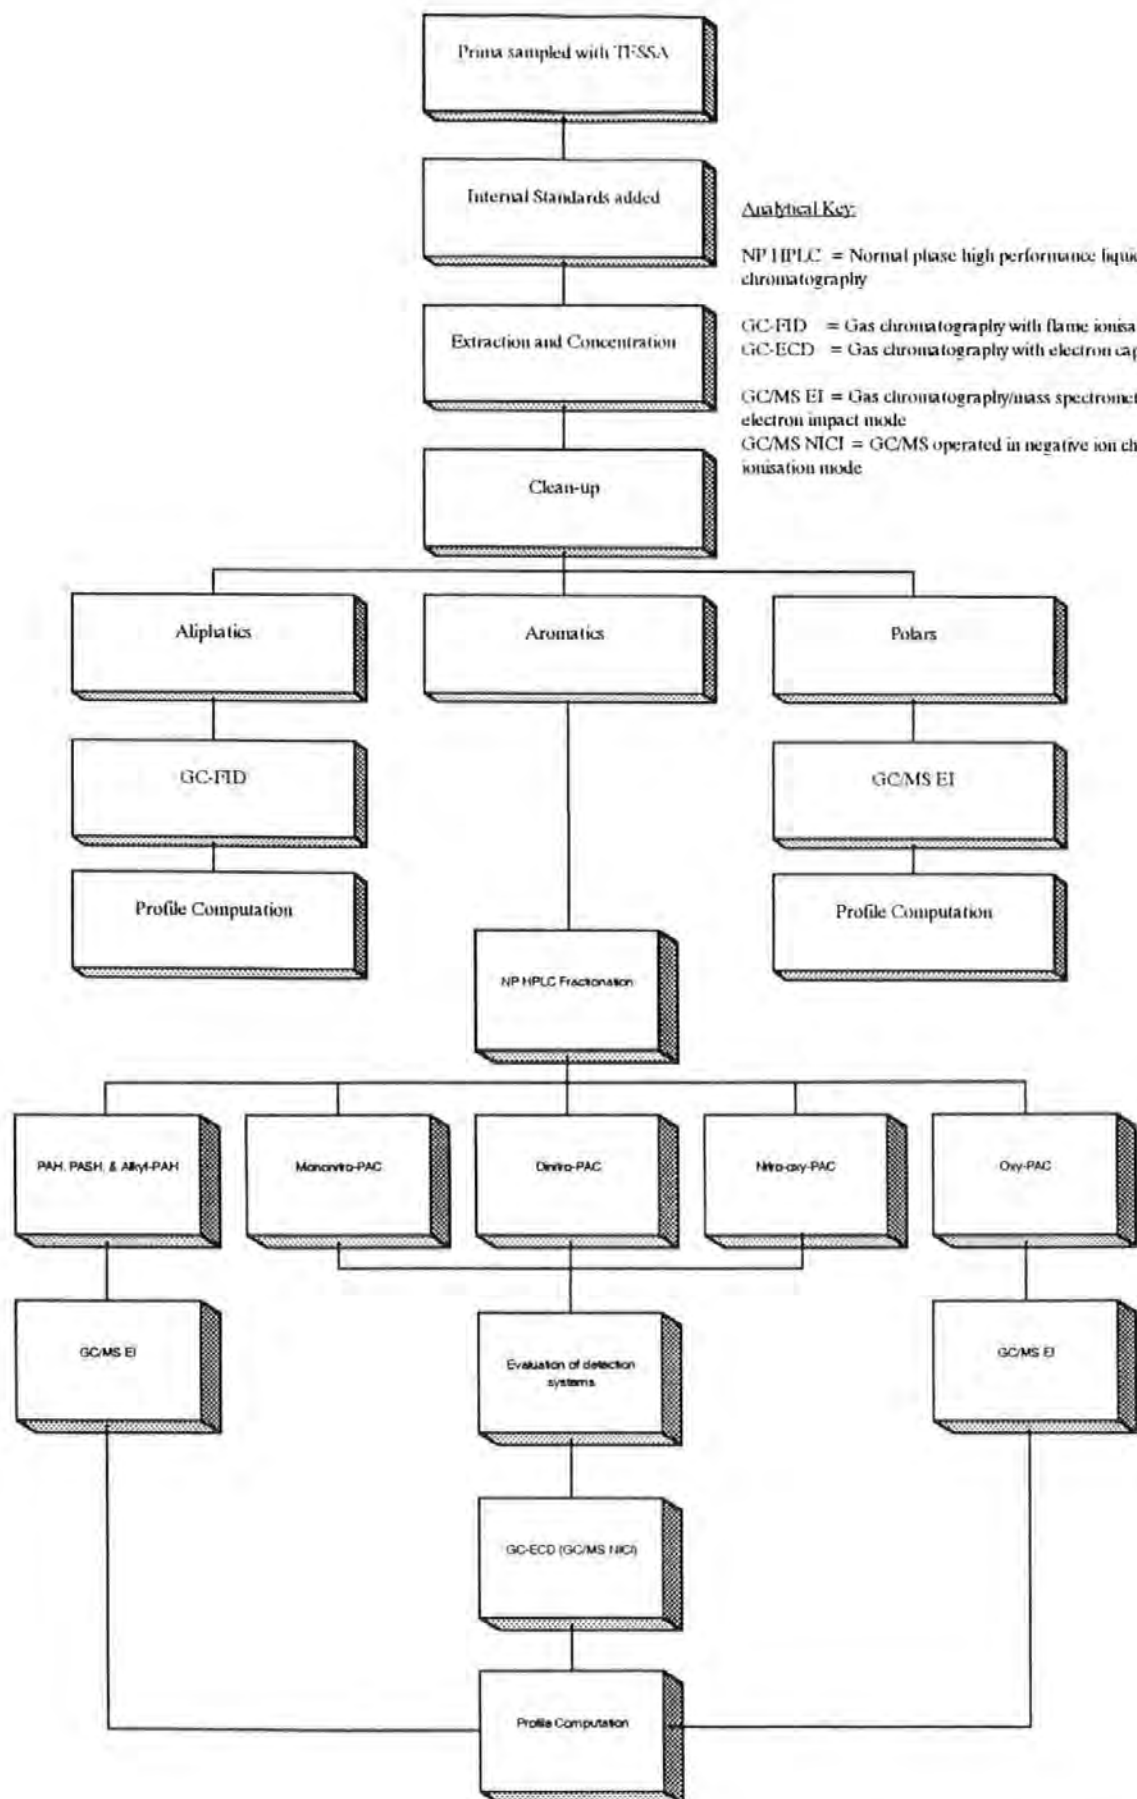 Prima sampled with TESSA
Internal Standards added
Analytical Key:
NP HPLC = Normal phase high performance liquid
chromatography
Extraction and Concentration
GC-FID = Gas chromatography with flame ionisa
GC-ECD = Gas chromatography with electron cap
GC/MS EI = Gas chromatography/mass spectromet
electron impact mode
GC/MS NICI = GC/MS operated in negative ion ch
ionisation mode
Clean-up
Aliphatics
Aromatics
Polars
GC-FID
GC/MS EI
Profile Computation
Profile Computation
NP HPLC Fractionation
PAH, PASH, & Alkyl-PAH
Mononitro-PAC
Dinitro-PAC
Nitro-oxy-PAC
Oxy-PAC
GC/MS EI
Evaluation of detection
systems
GC/MS EI
GC-ECD (GC/MS NICI)
Profile Computation